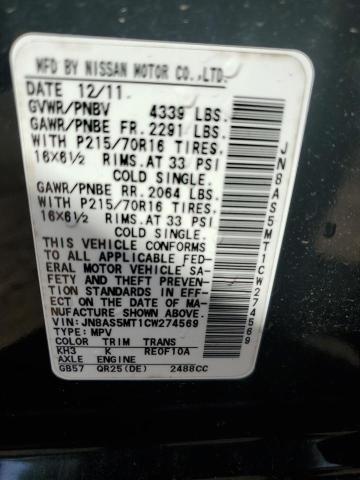 MFD BY NISSAN MOTOR CO.,LTD.
DATE 12/11
GVWR/PNBV 4339 LBS.
GAWR/PNBE FR. 2291 LBS.
WITH P215/70R16 TIRES,
16X6½ RIMS.AT 33 PSI
COLD SINGLE.
GAWR/PNBE RR. 2064 LBS.
WITH P215/70R16 TIRES,
16X6½ RIMS.AT 33 PSI
COLD SINGLE.
THIS VEHICLE CONFORMS
TO ALL APPLICABLE FED-
ERAL MOTOR VEHICLE SA-
FETY AND THEFT PREVEN-
TION STANDARDS IN EFF-
ECT ON THE DATE OF MA-
NUFACTURE SHOWN ABOVE.
VIN:JN8AS5MT1CW274569
TYPE: MPV
COLOR TRIM TRANS
KH3 K RE0F10A
AXLE ENGINE
GB57 QR25(DE) 2488CC
JN8AS5MT1CW274569